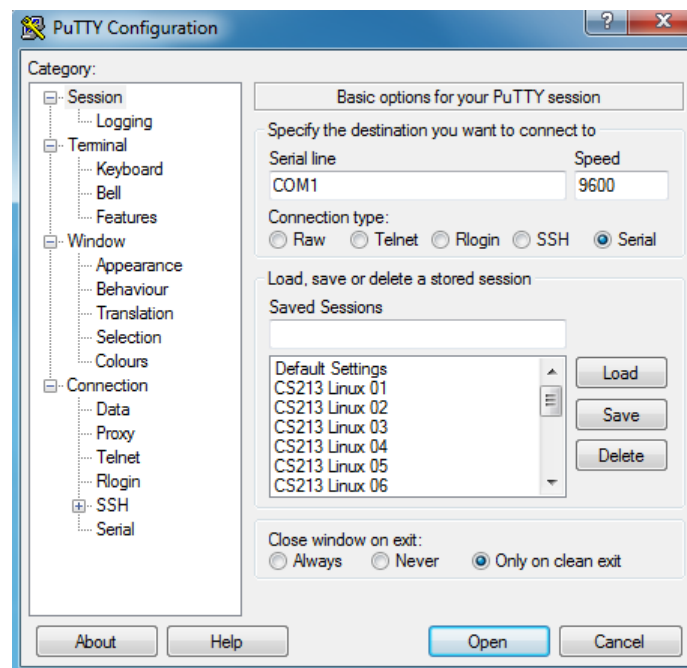 PuTTY Configuration
?
X
Category:
Session
Logging
Terminal
Keyboard
Bell
Features
Window
Appearance
Behaviour
Translation
Selection
Colours
Connection
Data
Proxy
Telnet
Rlogin
SSH
Serial
Basic options for your PuTTY session
Specify the destination you want to connect to
Serial line Speed
COM1 9600
Connection type:
Raw Telnet Rlogin SSH Serial
Load, save or delete a stored session
Saved Sessions
Default Settings
CS213 Linux 01
CS213 Linux 02
CS213 Linux 03
CS213 Linux 04
CS213 Linux 05
CS213 Linux 06
Load
Save
Delete
Close window on exit:
Always Never Only on clean exit
About Help Open Cancel